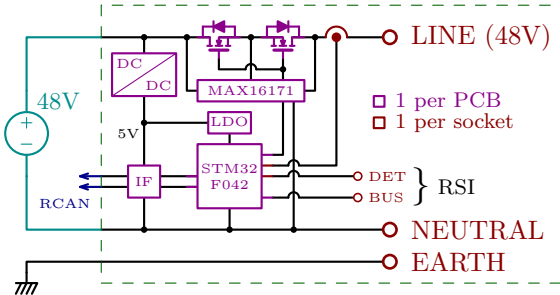 LINE (48V)
DC
DC
MAX16171
48V
1 per PCB
1 per socket
LDO
5V
STM32
F042
IF
DET
BUS
RSI
RCAN
NEUTRAL
EARTH